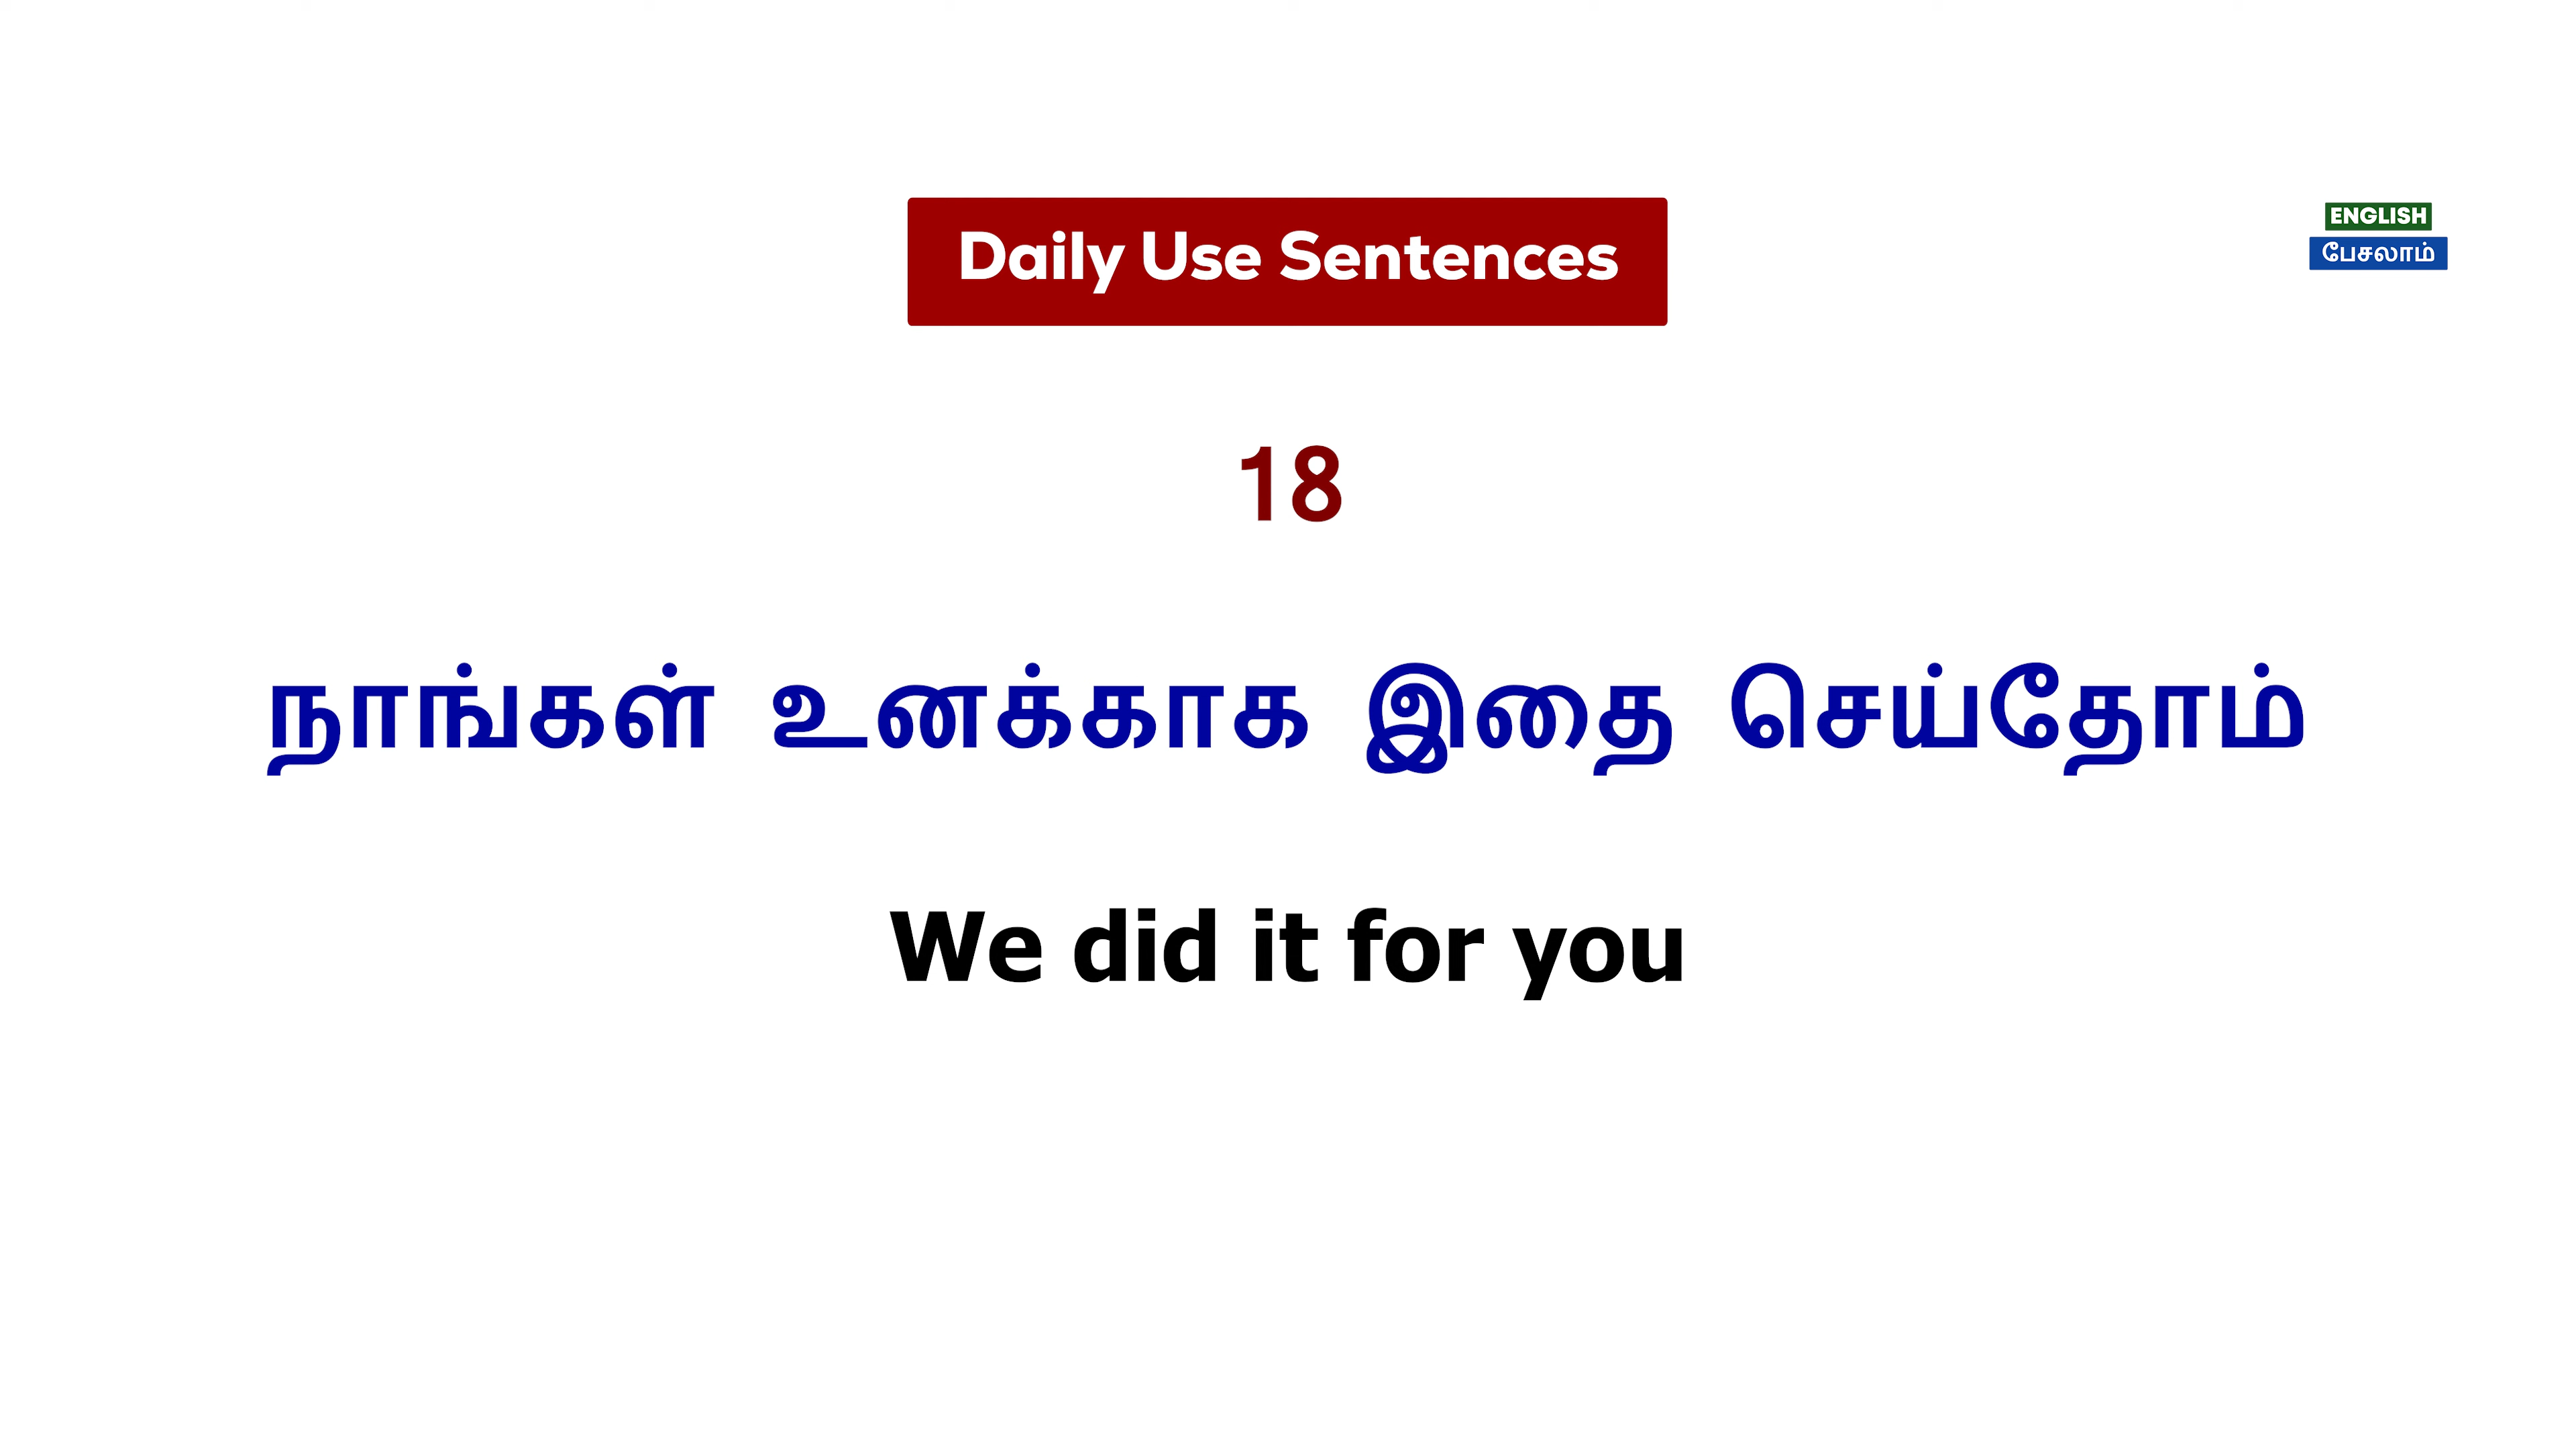 Daily Use Sentences
ENGLISH
பேசலாம்
18
நாங்கள் உனக்காக இதை செய்தோம்
We did it for you